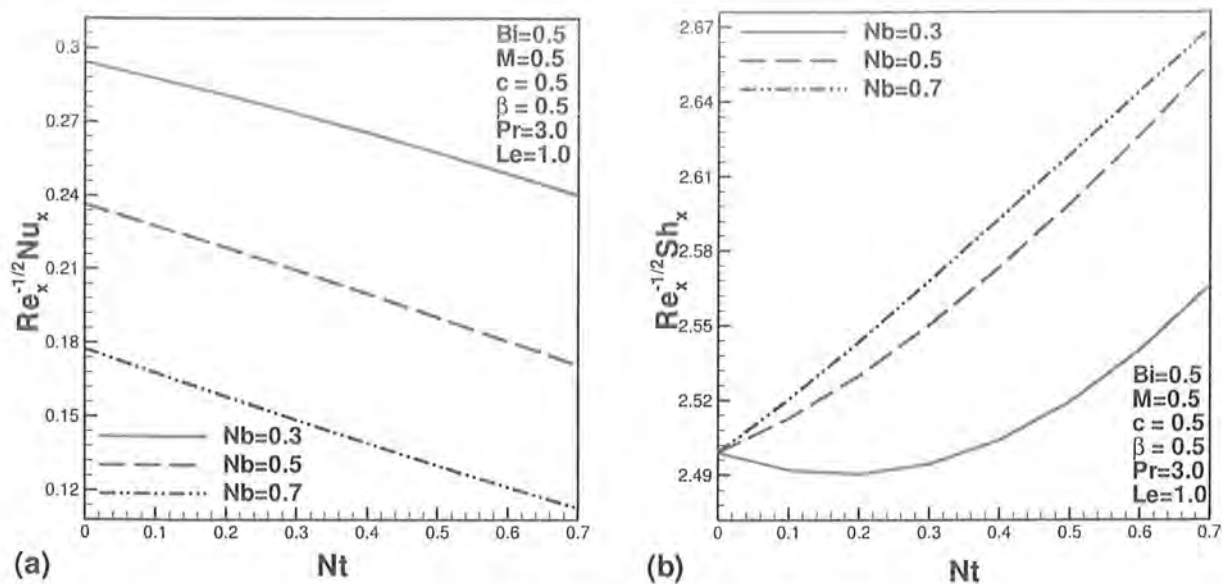 0.3
0.27
0.24
0.21
0.18
0.15
0.12
Re_x^{-1/2}Nu_x
Bi=0.5
M=0.5
c = 0.5
β = 0.5
Pr=3.0
Le=1.0
Nb=0.3
Nb=0.5
Nb=0.7
0 0.1 0.2 0.3 0.4 0.5 0.6 0.7
(a) Nt
2.67
2.64
2.61
2.58
2.55
2.52
2.49
Re_x^{-1/2}Sh_x
Nb=0.3
Nb=0.5
Nb=0.7
Bi=0.5
M=0.5
c = 0.5
β = 0.5
Pr=3.0
Le=1.0
0 0.1 0.2 0.3 0.4 0.5 0.6 0.7
(b) Nt